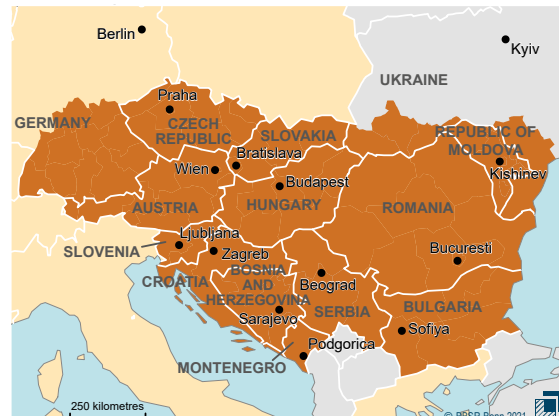 Berlin
Kyiv
UKRAINE
Praha
GERMANY
CZECH
REPUBLIC
SLOVAKIA
REPUBLIC OF
MOLDOVA
Bratislava
Wien
Kishinev
Budapest
AUSTRIA
HUNGARY
ROMANIA
Ljubljana
SLOVENIA
Zagreb
Bucuresti
BOSNIA
AND
HERZEGOVINA
CROATIA
Beograd
SERBIA
BULGARIA
Sarajevo
Sofiya
Podgorica
MONTENEGRO
250 kilometres